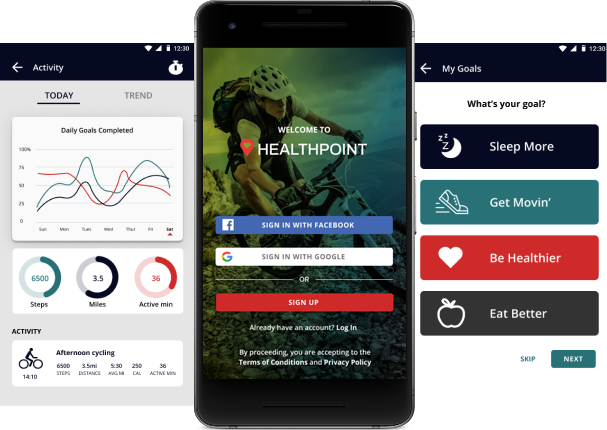 12:30
Activity
TODAY
TREND
Daily Goals Completed
100%
75
50
25
0
Sun Mon Tues Wed Thur Fri Sat
6500
3.5
36
Steps
Miles
Active min
ACTIVITY
Afternoon cycling
6500 3.5mi 5:30 250 36
STEPS DISTANCE AVG MI CAL ACTIVE MIN
14:10
WELCOME TO
HEALTHPOINT
SIGN IN WITH FACEBOOK
SIGN IN WITH GOOGLE
OR
SIGN UP
Already have an account? Log In
By proceeding, you are accepting to the
Terms of Conditions and Privacy Policy
12:30
My Goals
What's your goal?
Sleep More
Get Movin'
Be Healthier
Eat Better
SKIP
NEXT